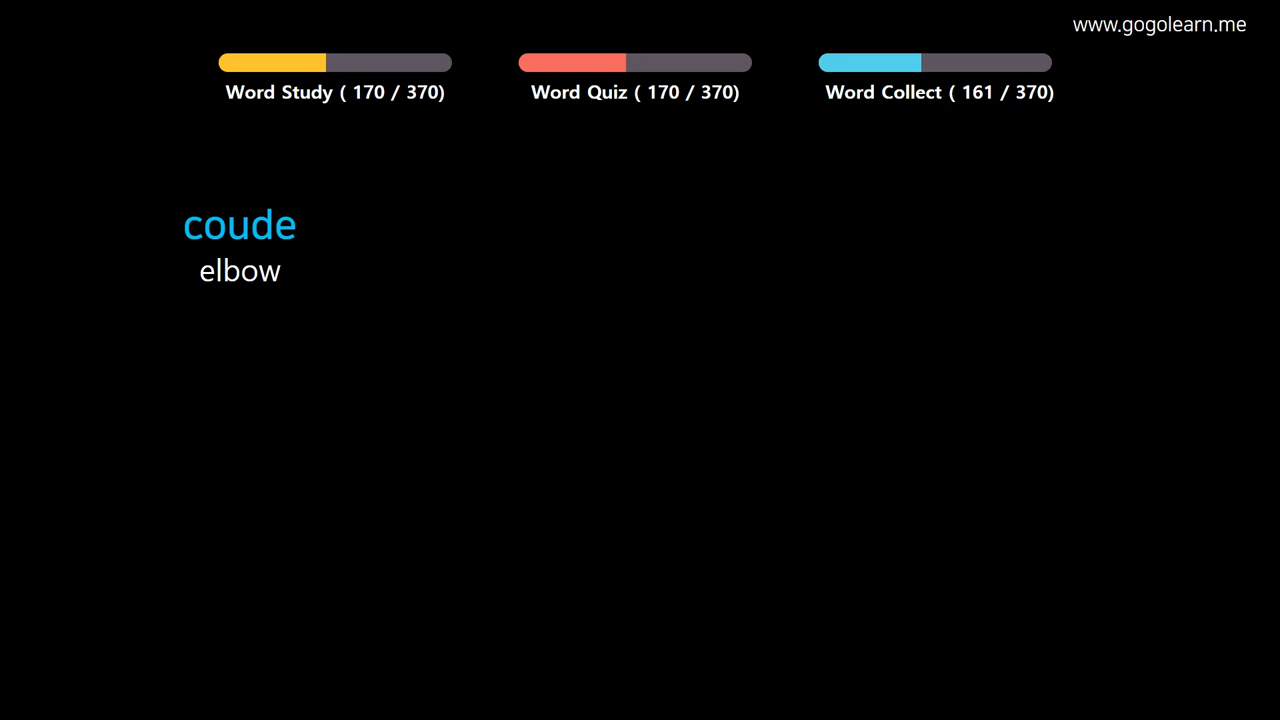 www.gogolearn.me
Word Study ( 170 / 370)
Word Quiz ( 170 / 370)
Word Collect ( 161 / 370)
coude
elbow